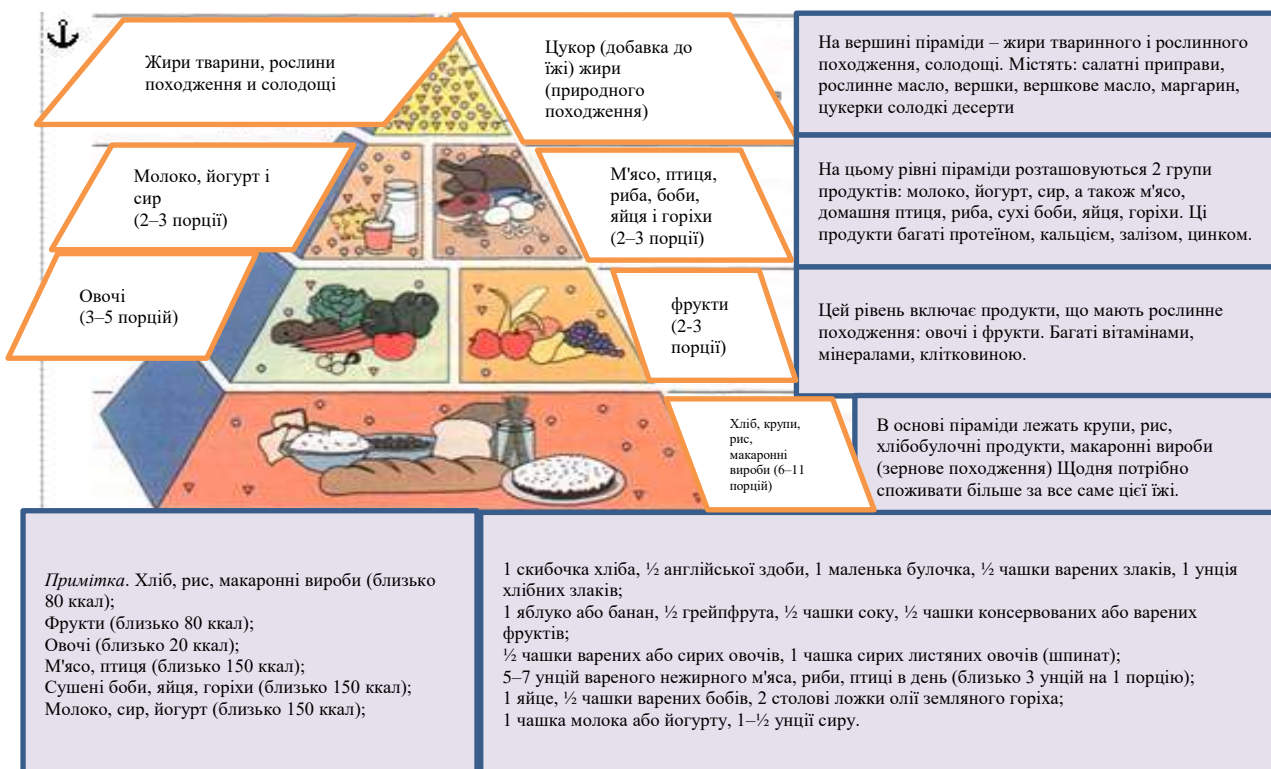 Жири тварини, рослини
походження и солодощі
Цукор (добавка до
їжі) жири
(природного
походження)
На вершині піраміди – жири тваринного і рослинного
походження, солодощі. Містять: салатні приправи,
рослинне масло, вершки, вершкове масло, маргарин,
цукерки солодкі десерти
Молоко, йогурт і
сир
(2–3 порції)
М'ясо, птиця,
риба, боби,
яйця і горіхи
(2–3 порції)
На цьому рівні піраміди розташовуються 2 групи
продуктів: молоко, йогурт, сир, а також м'ясо,
домашня птиця, риба, сухі боби, яйця, горіхи. Ці
продукти багаті протеїном, кальцієм, залізом, цинком.
Овочі
(3–5 порцій)
фрукти
(2-3
порції)
Цей рівень включає продукти, що мають рослинне
походження: овочі і фрукти. Багаті вітамінами,
мінералами, клітковиною.
Хліб, крупи,
рис,
макаронні
вироби (6–11
порцій)
В основі піраміди лежать крупи, рис,
хлібобулочні продукти, макаронні вироби
(зернове походження) Щодня потрібно
споживати більше за все саме цієї їжі.
Примітка. Хліб, рис, макаронні вироби (близько
80 ккал);
Фрукти (близько 80 ккал);
Овочі (близько 20 ккал);
М'ясо, птиця (близько 150 ккал);
Сушені боби, яйця, горіхи (близько 150 ккал);
Молоко, сир, йогурт (близько 150 ккал);
1 скибочка хліба, ½ англійської здоби, 1 маленька булочка, ½ чашки варених злаків, 1 унція
хлібних злаків;
1 яблуко або банан, ½ грейпфрута, ½ чашки соку, ½ чашки консервованих або варених
фруктів;
½ чашки варених або сирих овочів, 1 чашка сирих листяних овочів (шпинат);
5–7 унцій вареного нежирного м'яса, риби, птиці в день (близько 3 унцій на 1 порцію);
1 яйце, ½ чашки варених бобів, 2 столові ложки олії земляного горіха;
1 чашка молока або йогурту, 1–½ унції сиру.